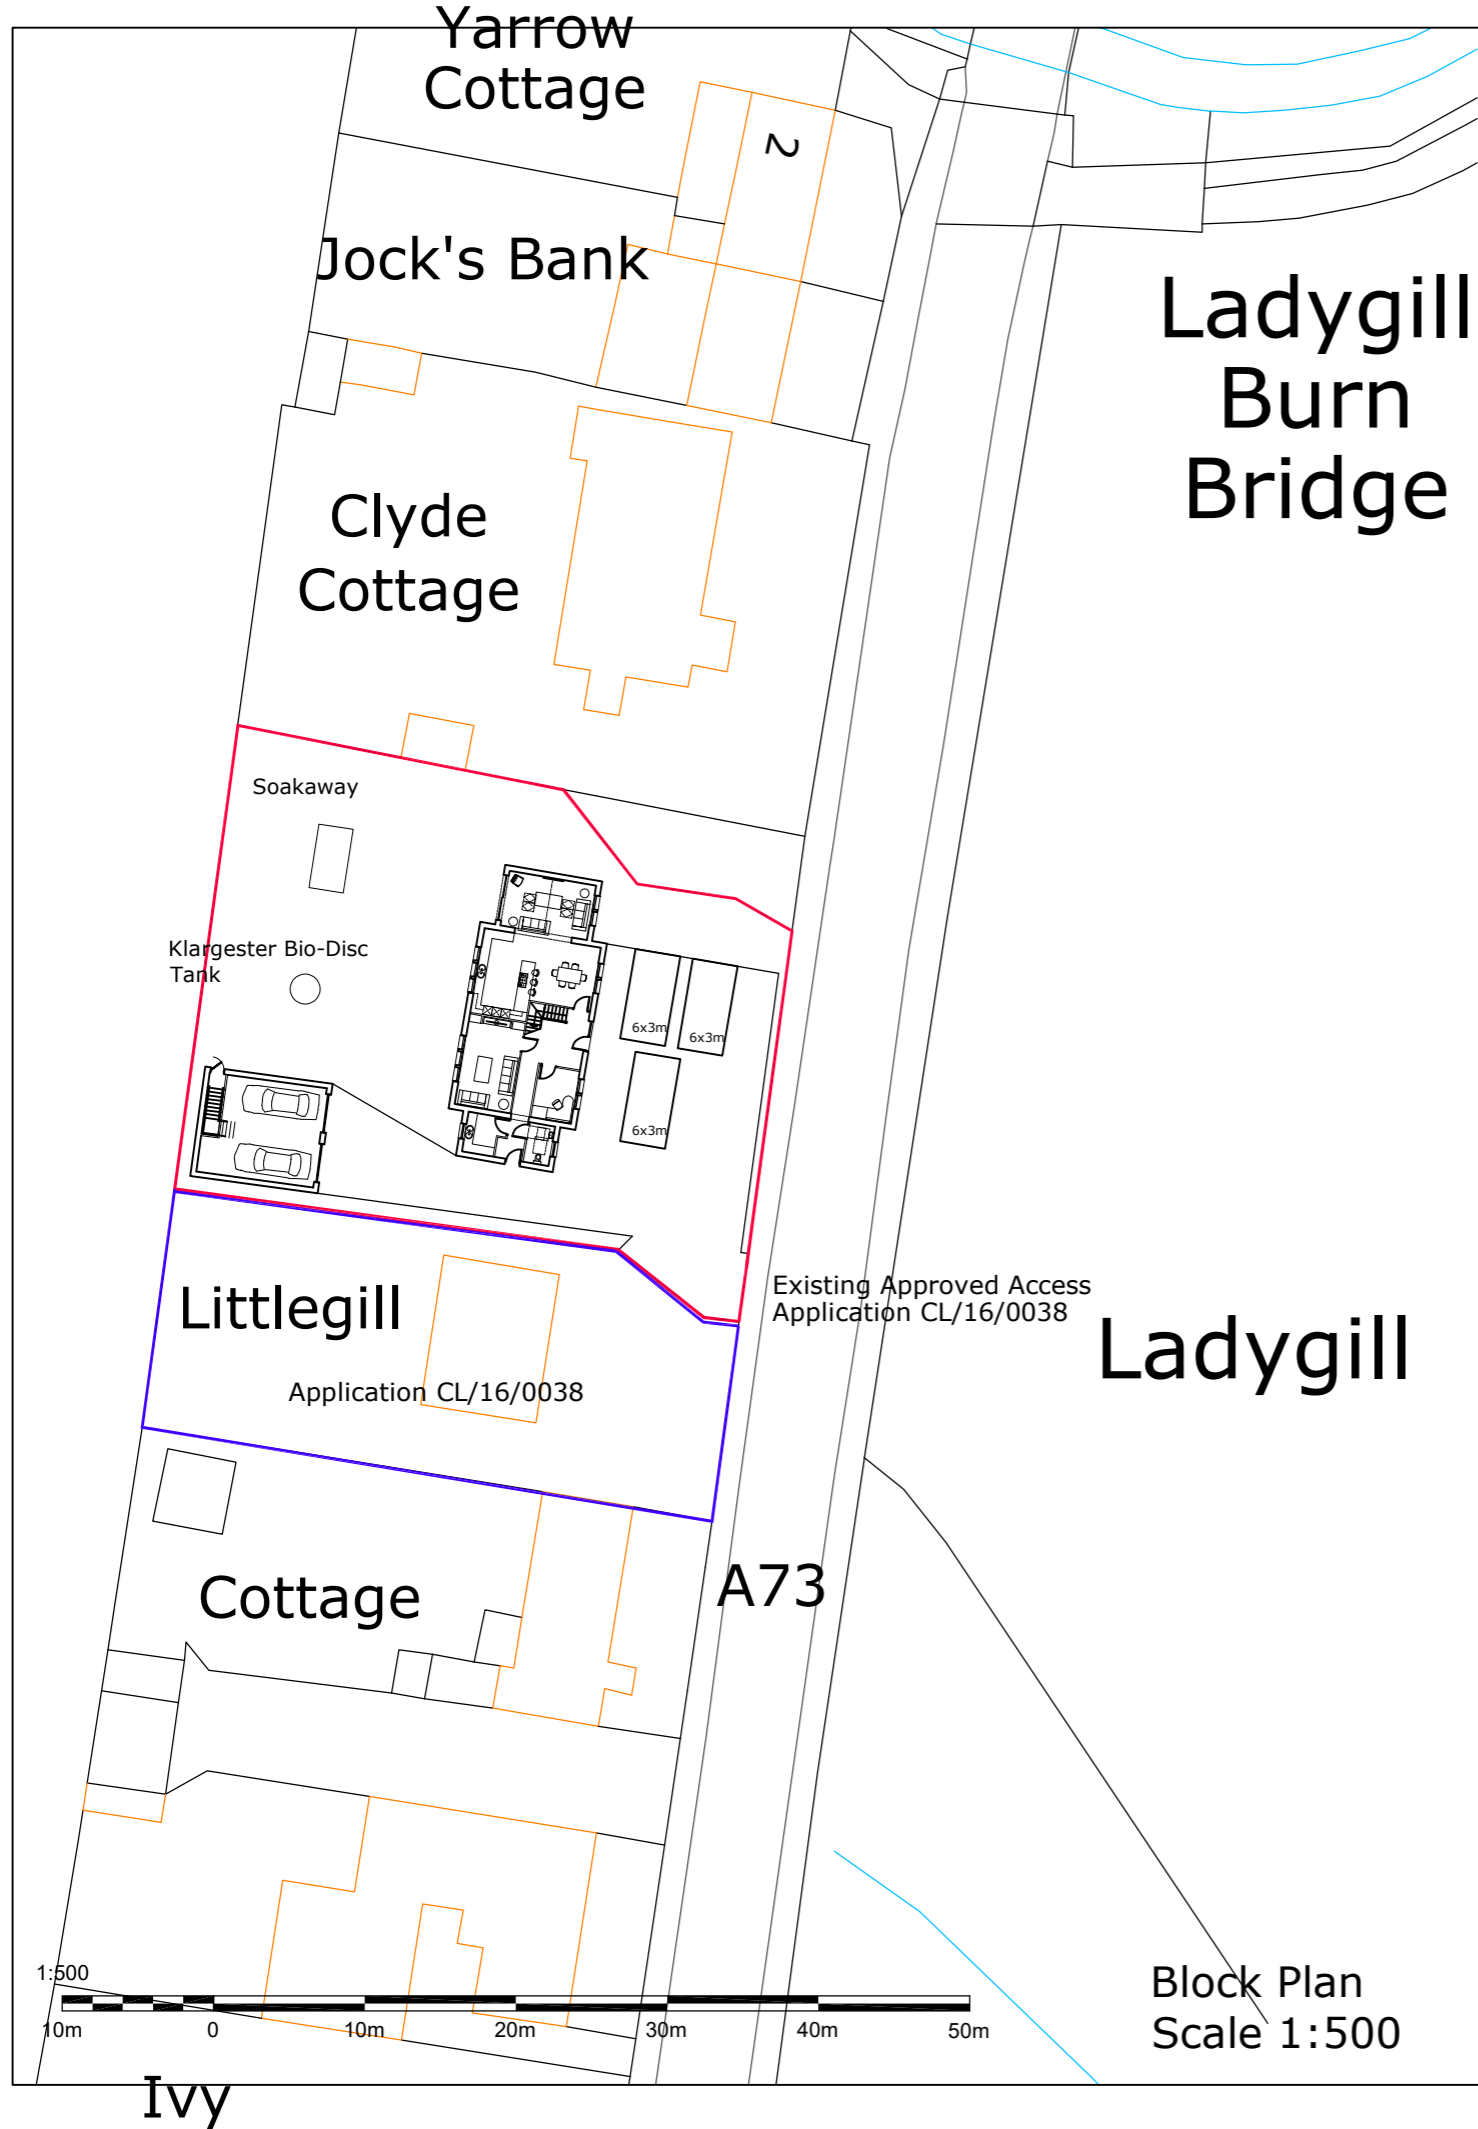 Yarrow
Cottage
2
Jock's Bank
Ladygill
Burn
Bridge
Clyde
Cottage
Soakaway
Klargester Bio-Disc
Tank
6x3m
6x3m
6x3m
Existing Approved Access
Application CL/16/0038
Littlegill
Ladygill
Application CL/16/0038
Cottage
A73
1:500
10m 0 10m 20m 30m 40m 50m
Block Plan
Scale 1:500
Ivy